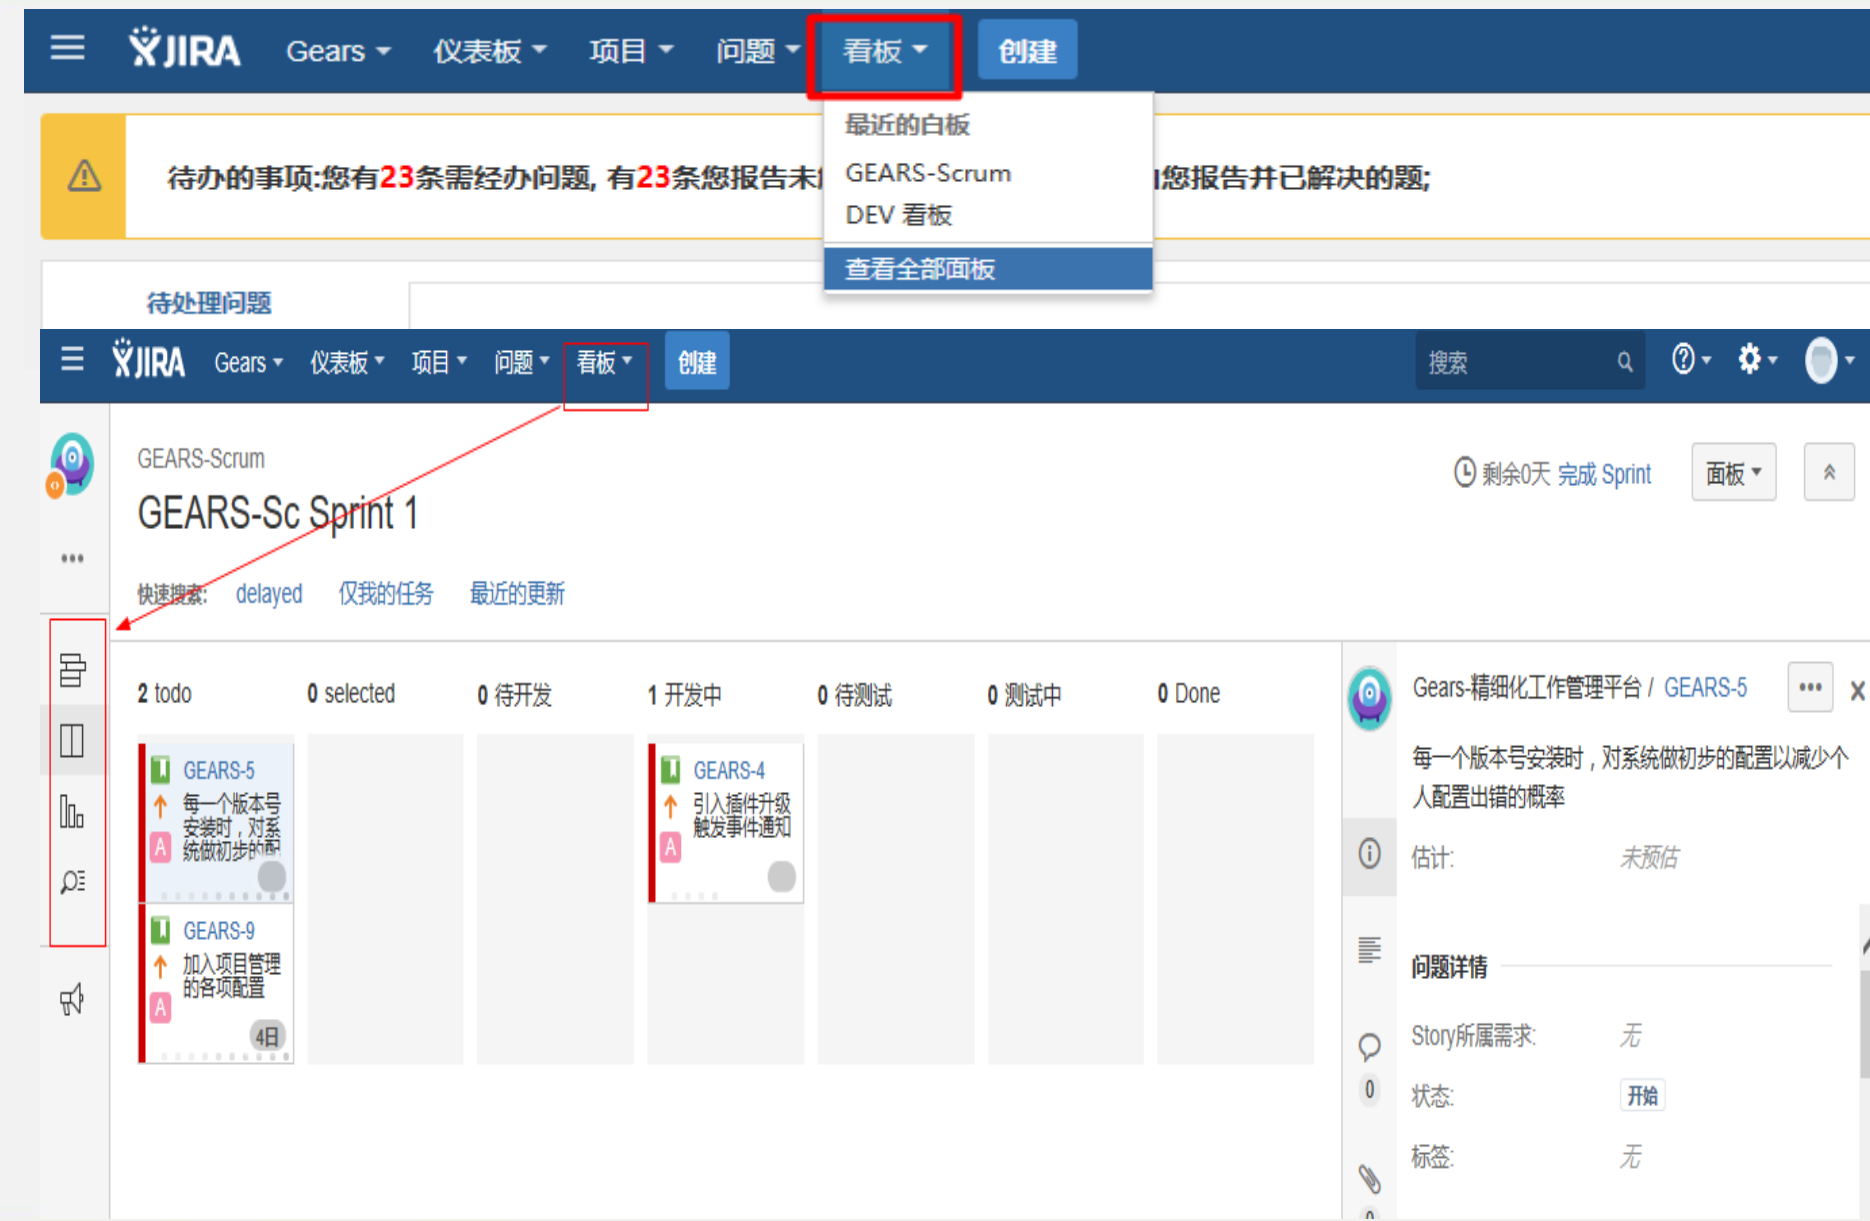 JIRA Gears 仪表板 项目 问题 看板 创建
最近的白板
待办的事项:您有23条需经办问题, 有23条您报告未
GEARS-Scrum
您报告并已解决的题;
DEV 看板
查看全部面板
待处理问题
JIRA Gears 仪表板 项目 问题 看板 创建 搜索
GEARS-Scrum
剩余0天 完成 Sprint 面板
GEARS-Sc Sprint 1
快速搜索: delayed 仅我的任务 最近的更新
2 todo 0 selected 0 待开发 1 开发中 0 待测试 0 测试中 0 Done
GEARS-5
每一个版本号
安装时，对系
统做初步的配
A
GEARS-9
加入项目管理
的各项配置
A
4日
GEARS-4
引入插件升级
触发事件通知
A
Gears-精细化工作管理平台 / GEARS-5
每一个版本号安装时，对系统做初步的配置以减少个
人配置出错的概率
估计: 未预估
问题详情
Story所属需求: 无
0
状态: 开始
标签: 无